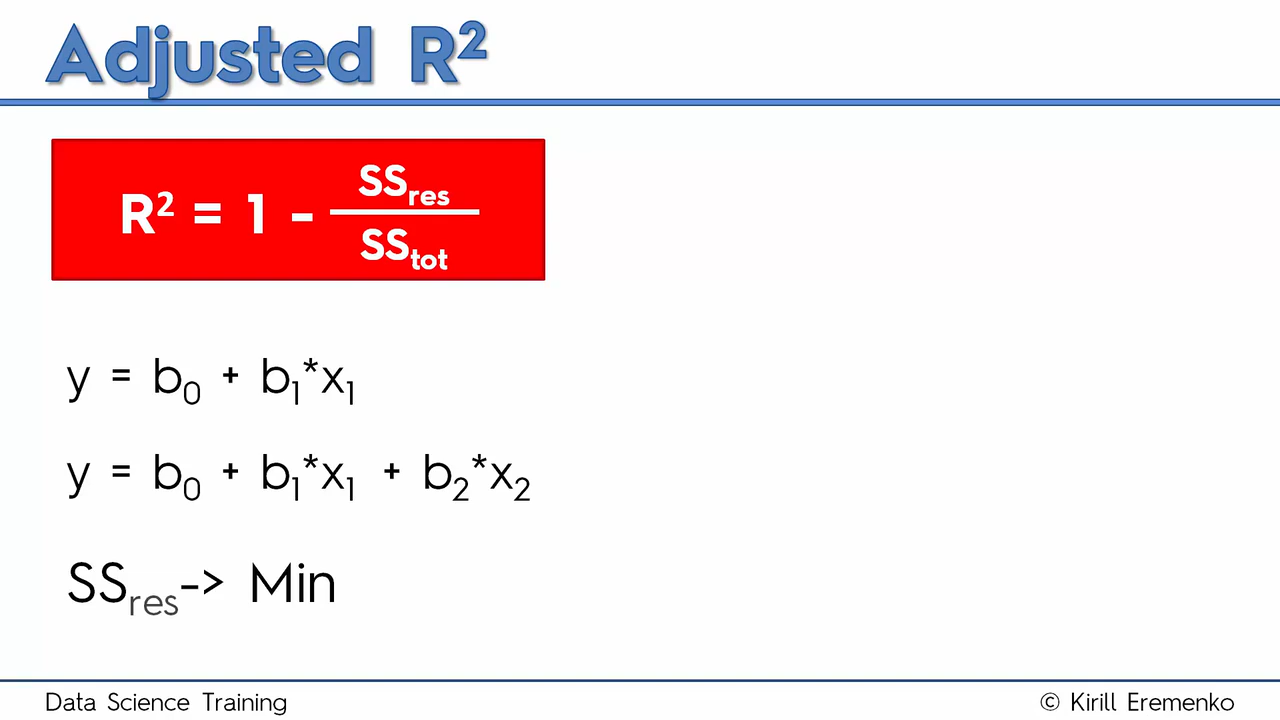 Adjusted R²
R² = 1 - SSres / SStot
y = b₀ + b₁*x₁
y = b₀ + b₁*x₁ + b₂*x₂
SSres-> Min
Data Science Training
© Kirill Eremenko